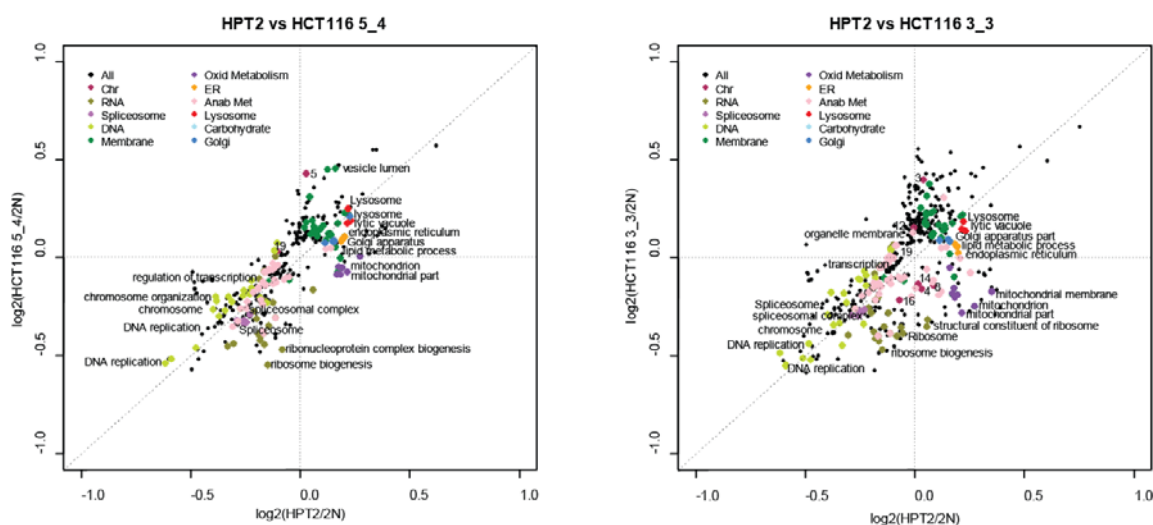 HPT2 vs HCT116 5_4
log2(HCT116 5_4/2N)
1.0
0.5
0.0
-0.5
-1.0
All
Chr
RNA
Spliceosome
DNA
Membrane
Oxid Metabolism
ER
Anab Met
Lysosome
Carbohydrate
Golgi
5
vesicle lumen
Lysosome
lysosome
lytic vacuole
endoplasmic reticulum
19
Golgi apparatus
lipid metabolic process
mitochondrion
regulation of transcription
mitochondrial part
chromosome organization
chromosome
Spliceosomal complex
DNA replication
Spliceosome
ribonucleoprotein complex biogenesis
DNA replication
ribosome biogenesis
-1.0
-0.5
0.0
0.5
1.0
log2(HPT2/2N)
HPT2 vs HCT116 3_3
log2(HCT116 3_3/2N)
1.0
0.5
0.0
-0.5
-1.0
All
Chr
RNA
Spliceosome
DNA
Membrane
Oxid Metabolism
ER
Anab Met
Lysosome
Carbohydrate
Golgi
3
Lysosome
12
lytic vacuole
organelle membrane
Golgi apparatus part
lipid metabolic process
19
endoplasmic reticulum
transcription
14
4
16
mitochondrial membrane
Spliceosome
mitochondrion
spliceosomal complex
mitochondrial part
chromosome
structural constituent of ribosome
Ribosome
DNA replication
ribosome biogenesis
DNA replication
-1.0
-0.5
0.0
0.5
1.0
log2(HPT2/2N)